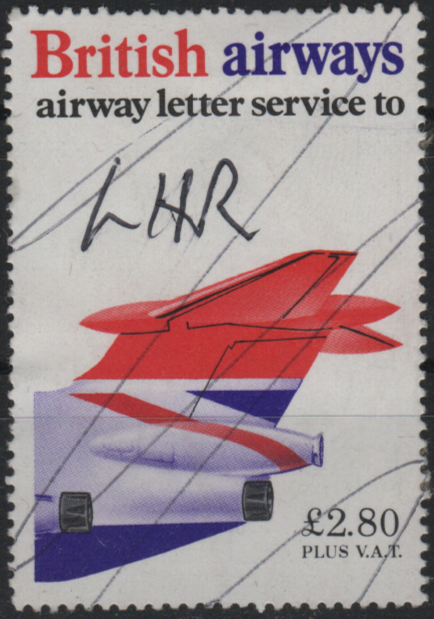 British airways
airway letter service to
LHR
£2.80
PLUS V.A.T.